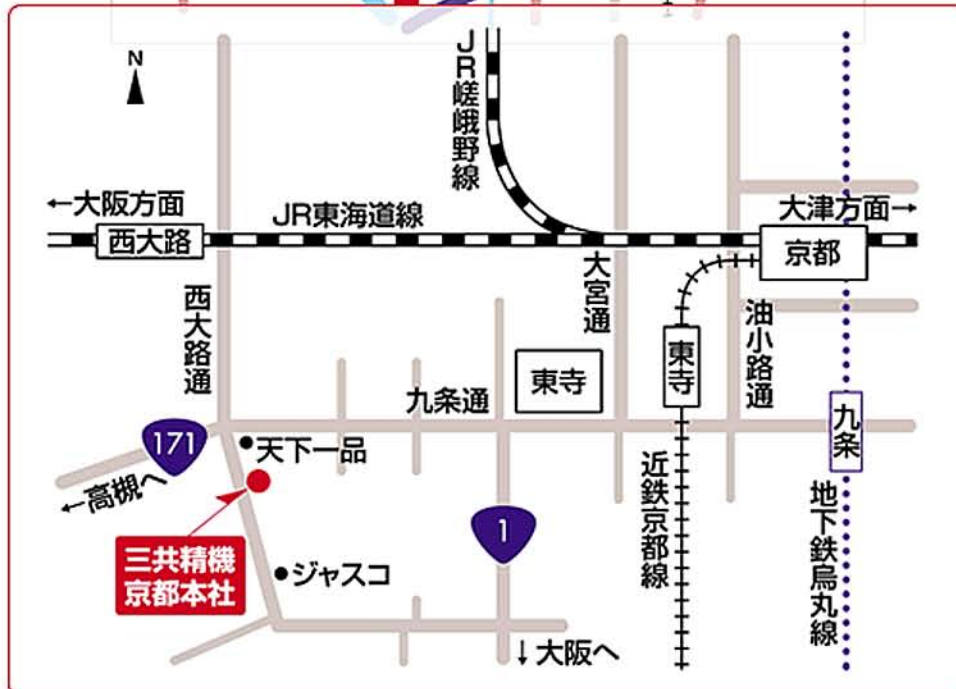 N
JR嵯峨野線
←大阪方面
JR東海道線
大津方面→
西大路
京都
西大路通
大宮通
油小路通
東寺
東寺
九条通
九条
171
天下一品
←高槻へ
1
近鉄京都線
地下鉄烏丸線
三共精機
京都本社
ジャスコ
↓大阪へ